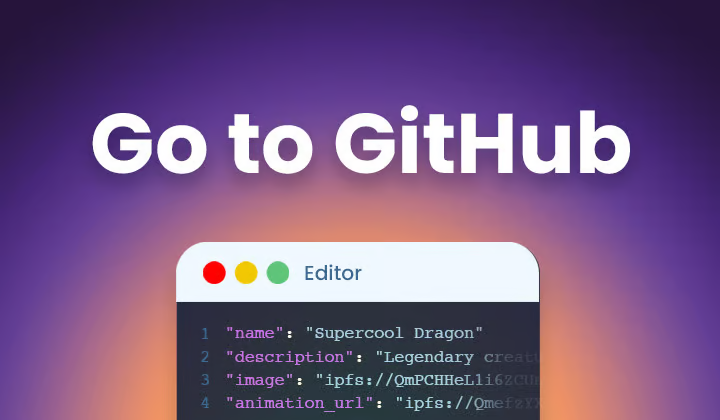 Go to GitHub
Editor
1 "name": "Supercool Dragon"
2 "description": "Legendary
3 "image":
4 "animation_url":